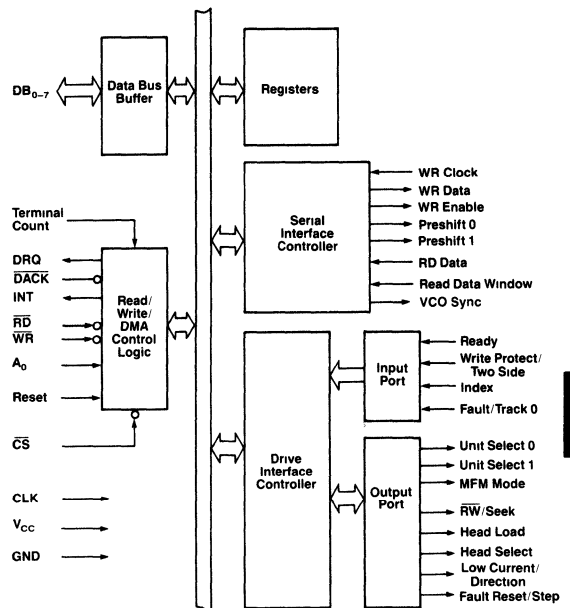 DB0–7
Data Bus
Buffer
Registers
Terminal
Count
DRQ
DACK
INT
RD
WR
A0
Reset
CS
CLK
VCC
GND
Read/
Write/
DMA
Control
Logic
Serial
Interface
Controller
WR Clock
WR Data
WR Enable
Preshift 0
Preshift 1
RD Data
Read Data Window
VCO Sync
Drive
Interface
Controller
Input
Port
Ready
Write Protect/
Two Side
Index
Fault/Track 0
Output
Port
Unit Select 0
Unit Select 1
MFM Mode
RW/Seek
Head Load
Head Select
Low Current/
Direction
Fault Reset/Step